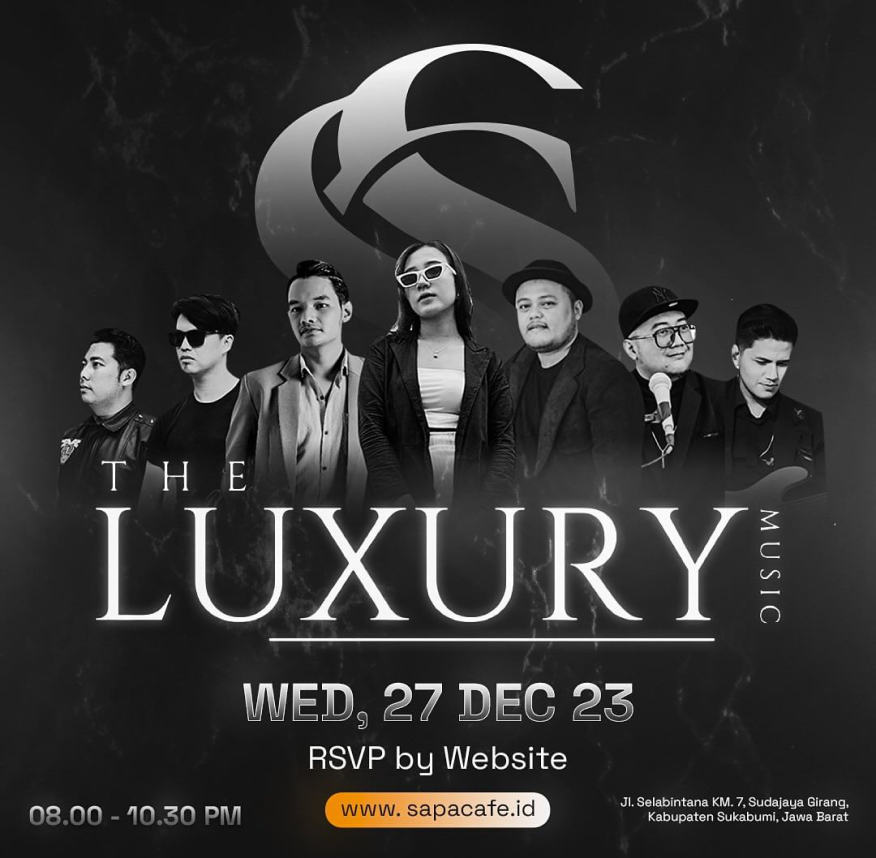 THE
LUXURY
MUSIC
WED, 27 DEC 23
RSVP by Website
www. sapacafe.id
08.00 - 10.30 PM
Jl. Selabintana KM. 7, Sudajaya Girang,
Kabupaten Sukabumi, Jawa Barat